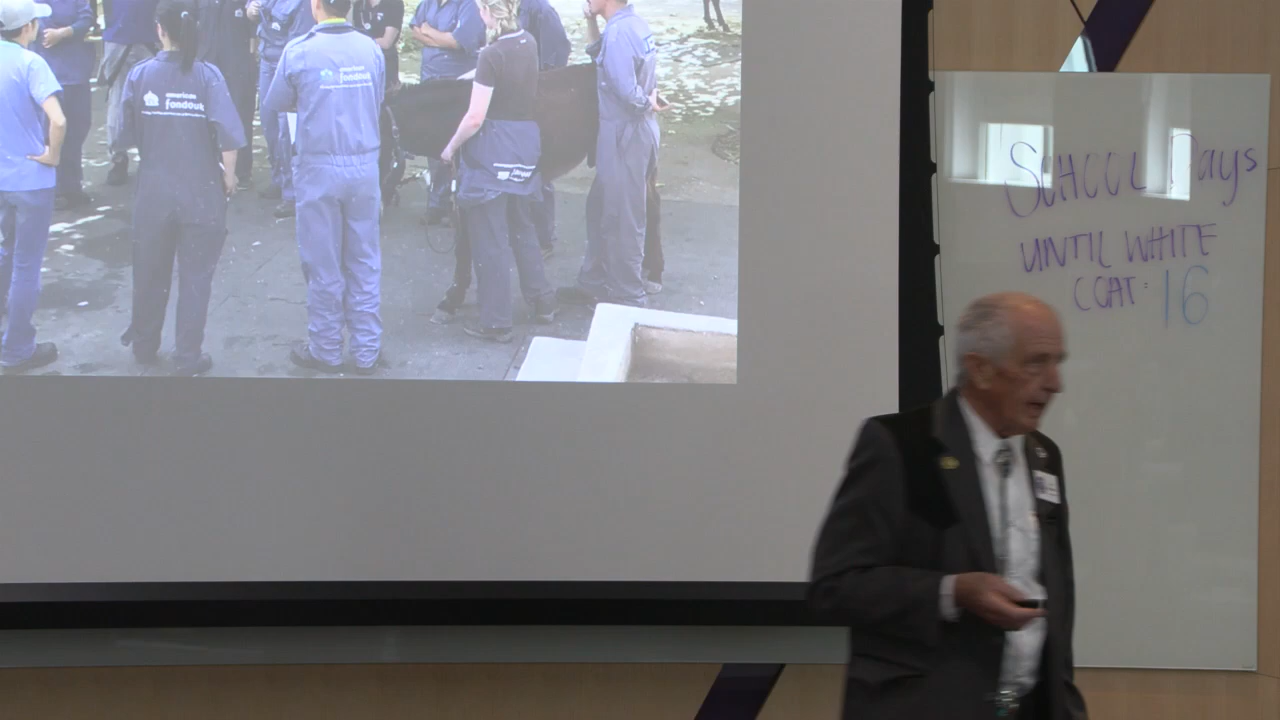 american
fondouk
american
fondouk
SCHOOL Days
UNTIL WHITE
COAT: 16